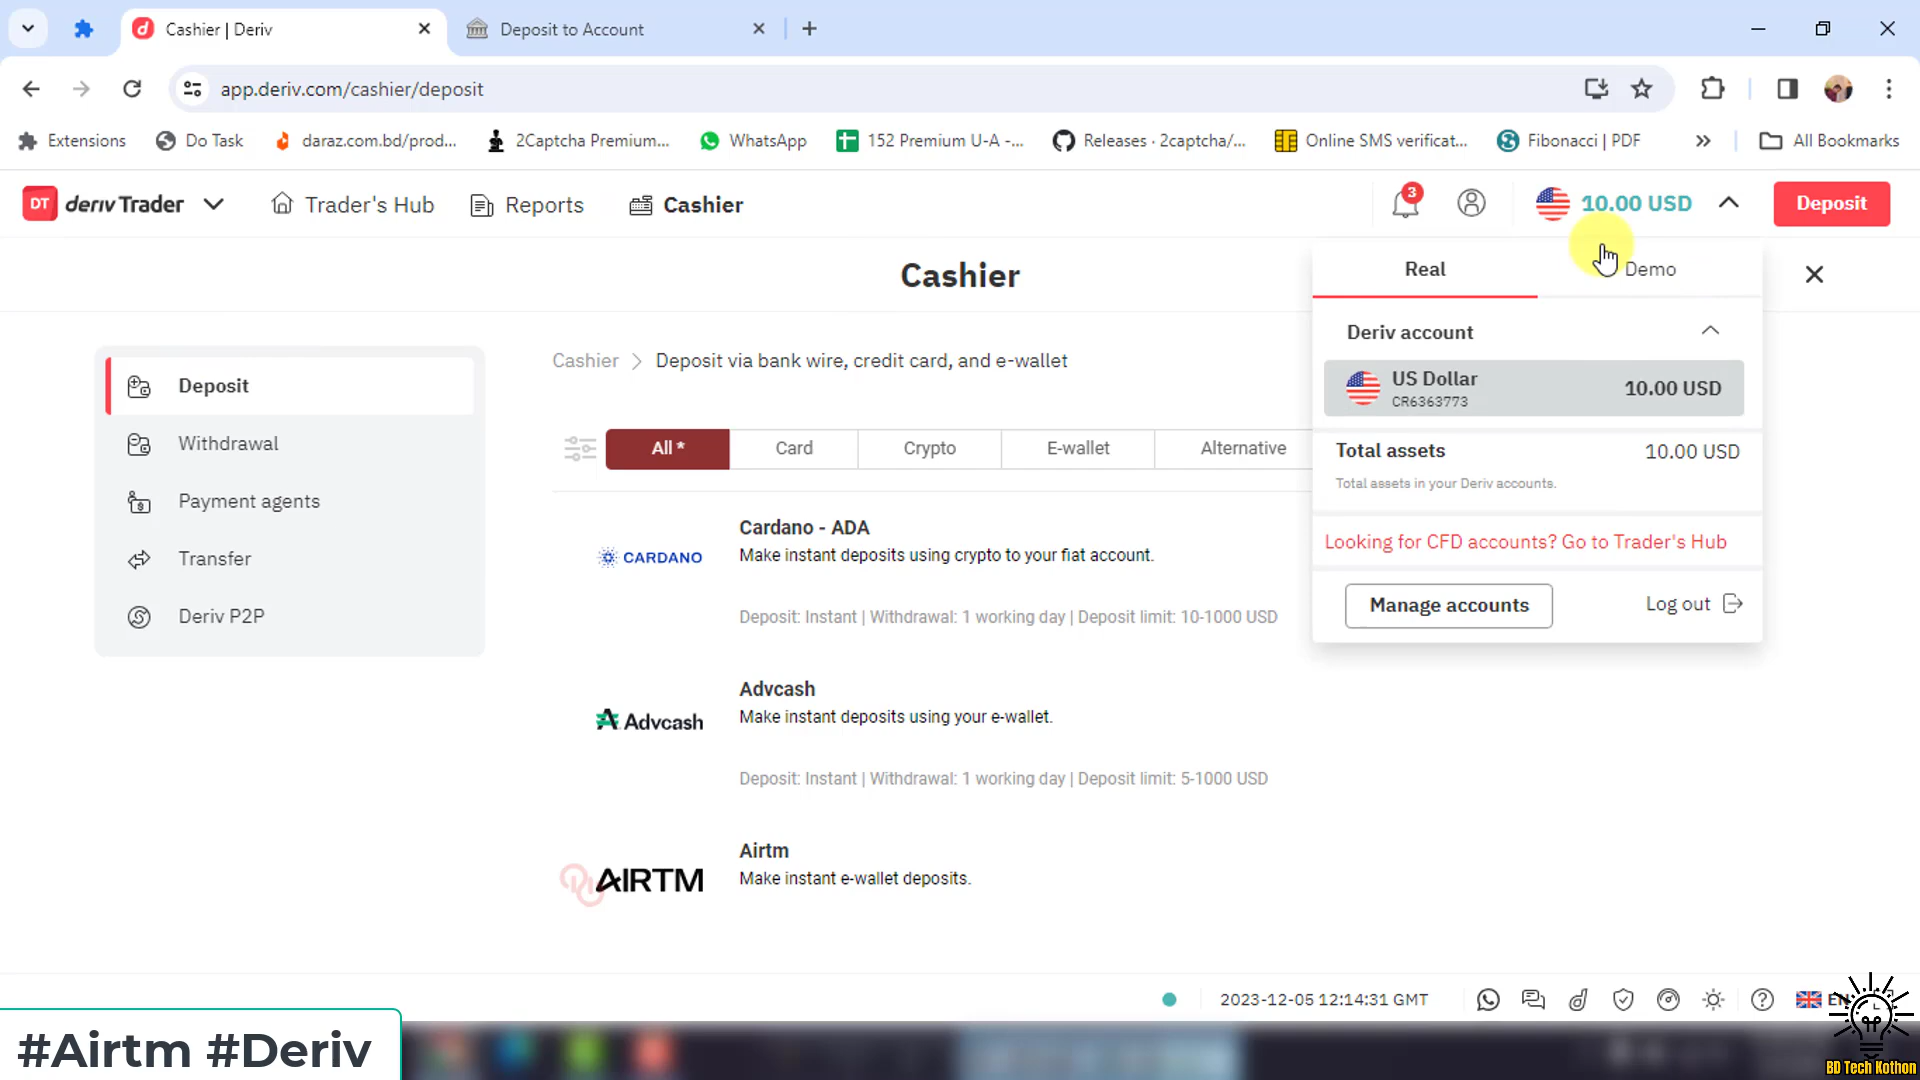 Cashier | Deriv
Deposit to Account
app.deriv.com/cashier/deposit
Extensions
Do Task
daraz.com.bd/prod...
2Captcha Premium...
WhatsApp
152 Premium U-A -...
Releases · 2captcha/...
Online SMS verificat...
Fibonacci | PDF
All Bookmarks
DT deriv Trader
Trader's Hub
Reports
Cashier
3
10.00 USD
Deposit
Cashier
Real
Demo
Deriv account
US Dollar
CR6363773
10.00 USD
Total assets
10.00 USD
Total assets in your Deriv accounts.
Looking for CFD accounts? Go to Trader's Hub
Manage accounts
Log out
Deposit
Withdrawal
Payment agents
Transfer
Deriv P2P
Cashier > Deposit via bank wire, credit card, and e-wallet
All *
Card
Crypto
E-wallet
Alternative
CARDANO
Cardano - ADA
Make instant deposits using crypto to your fiat account.
Deposit: Instant | Withdrawal: 1 working day | Deposit limit: 10-1000 USD
Advcash
Advcash
Make instant deposits using your e-wallet.
Deposit: Instant | Withdrawal: 1 working day | Deposit limit: 5-1000 USD
AIRTM
Airtm
Make instant e-wallet deposits.
2023-12-05 12:14:31 GMT
EN
#Airtm #Deriv
BD Tech Kothon